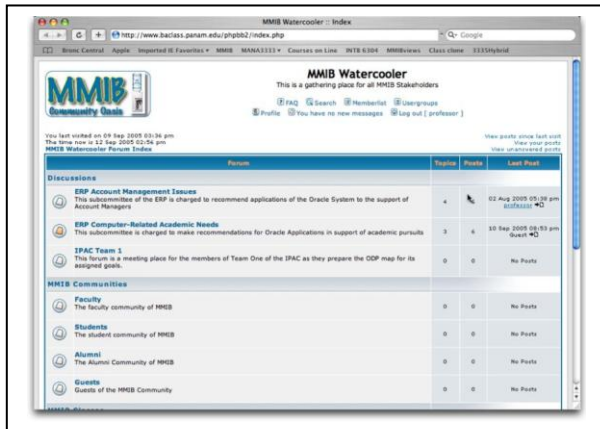 MMIB Watercooler :: Index
http://www.baclass.panam.edu/phpbb2/index.php
Google
Bronc Central Apple Imported IE Favorites MMIB MANA333X Courses on Line INTB 6304 MMIBviews Class clone 333SHybrid
MMIB
Community Oasis
MMIB Watercooler
This is a gathering place for all MMIB Stakeholders
FAQ Search Memberlist Usergroups
Profile You have no new messages Log out [ professor ]
You last visited on 09 Sep 2005 03:36 pm
The time now is 12 Sep 2005 02:56 pm
MMIB Watercooler Forum Index
View posts since last visit
View your posts
View unanswered posts
Forum Topics Posts Last Post
Discussions
ERP Account Management Issues
This subcommittee of the ERP is charged to recommend applications of the Oracle System to the support of
Account Managers
4
02 Aug 2005 05:38 pm
professor
ERP Computer-Related Academic Needs
This subcommittee is charged to make recommendations for Oracle Applications in support of academic pursuits
3 6
10 Sep 2005 08:53 pm
Guest
IPAC Team 1
This forum is a meeting place for the members of Team One of the IPAC as they prepare the ODP map for its
assigned goals.
0 0 No Posts
MMIB Communities
Faculty
The faculty community of MMIB
0 0 No Posts
Students
The student community of MMIB
0 0 No Posts
Alumni
The Alumni Community of MMIB
0 0 No Posts
Guests
Guests of the MMIB Community
0 0 No Posts